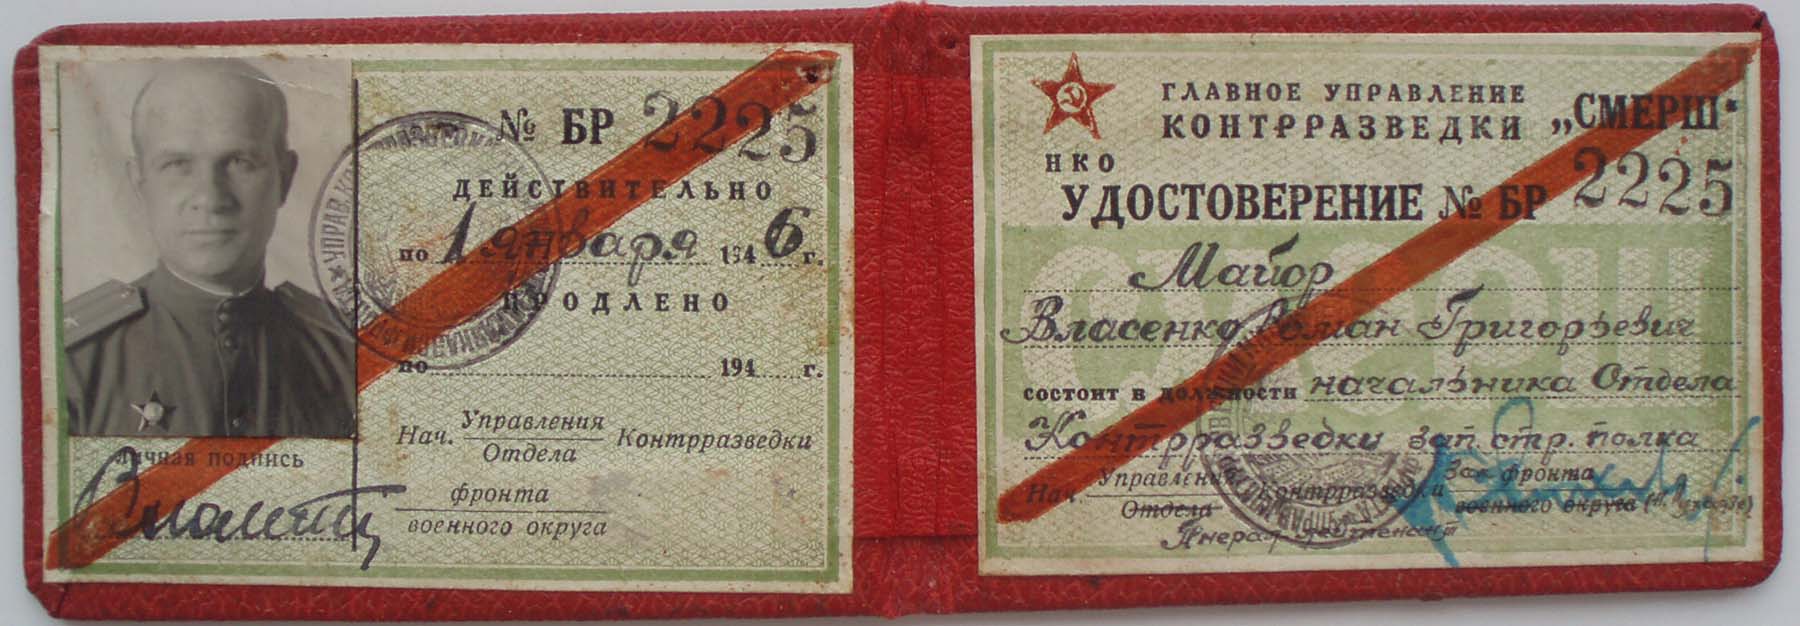 № БР 2225
ДЕЙСТВИТЕЛЬНО
по 1 января 1946 г.
ПРОДЛЕНО
по 194 г.
Нач. Управления Контрразведки
Отдела
фронта
военного округа
личная подпись
ГЛАВНОЕ УПРАВЛЕНИЕ
КОНТРРАЗВЕДКИ „СМЕРШ“
НКО
УДОСТОВЕРЕНИЕ № БР 2225
СМЕРШ
Майор
Власенко Роман Григорьевич
состоит в должности начальника Отдела
Контрразведки зап. стр. полка
Нач. Управления Контрразведки Зак. фронта
Отдела военного округа
Генерал-лейтенант